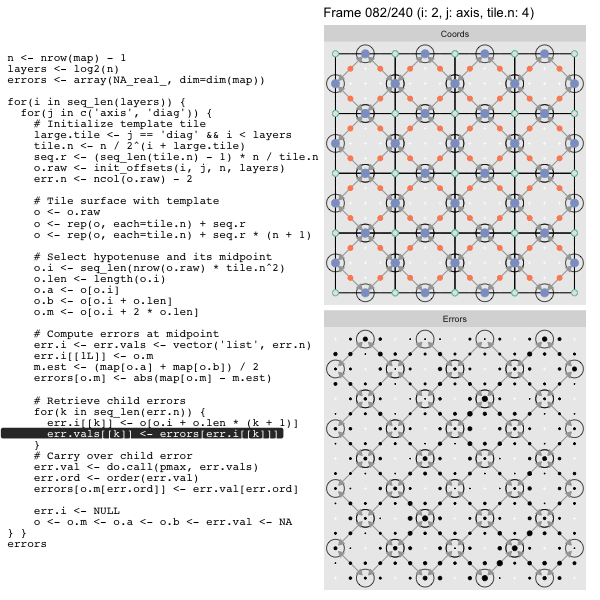 Frame 082/240 (i: 2, j: axis, tile.n: 4)
Coords
n <- nrow(map) - 1
layers <- log2(n)
errors <- array(NA_real_, dim=dim(map))
for(i in seq_len(layers)) {
for(j in c('axis', 'diag')) {
# Initialize template tile
large.tile <- j == 'diag' && i < layers
tile.n <- n / 2^(i + large.tile)
seq.r <- (seq_len(tile.n) - 1) * n / tile.n
o.raw <- init_offsets(i, j, n, layers)
err.n <- ncol(o.raw) - 2
# Tile surface with template
o <- o.raw
o <- rep(o, each=tile.n) + seq.r
o <- rep(o, each=tile.n) + seq.r * (n + 1)
# Select hypotenuse and its midpoint
o.i <- seq_len(nrow(o.raw) * tile.n^2)
o.len <- length(o.i)
o.a <- o[o.i]
o.b <- o[o.i + o.len]
o.m <- o[o.i + 2 * o.len]
Errors
# Compute errors at midpoint
err.i <- err.vals <- vector('list', err.n)
err.i[[1L]] <- o.m
m.est <- (map[o.a] + map[o.b]) / 2
errors[o.m] <- abs(map[o.m] - m.est)
# Retrieve child errors
for(k in seq_len(err.n)) {
err.i[[k]] <- o[o.i + o.len * (k + 1)]
err.vals[[k]] <- errors[err.i[[k]]]
}
# Carry over child error
err.val <- do.call(pmax, err.vals)
err.ord <- order(err.val)
errors[o.m[err.ord]] <- err.val[err.ord]
err.i <- NULL
o <- o.m <- o.a <- o.b <- err.val <- NA
} }
errors